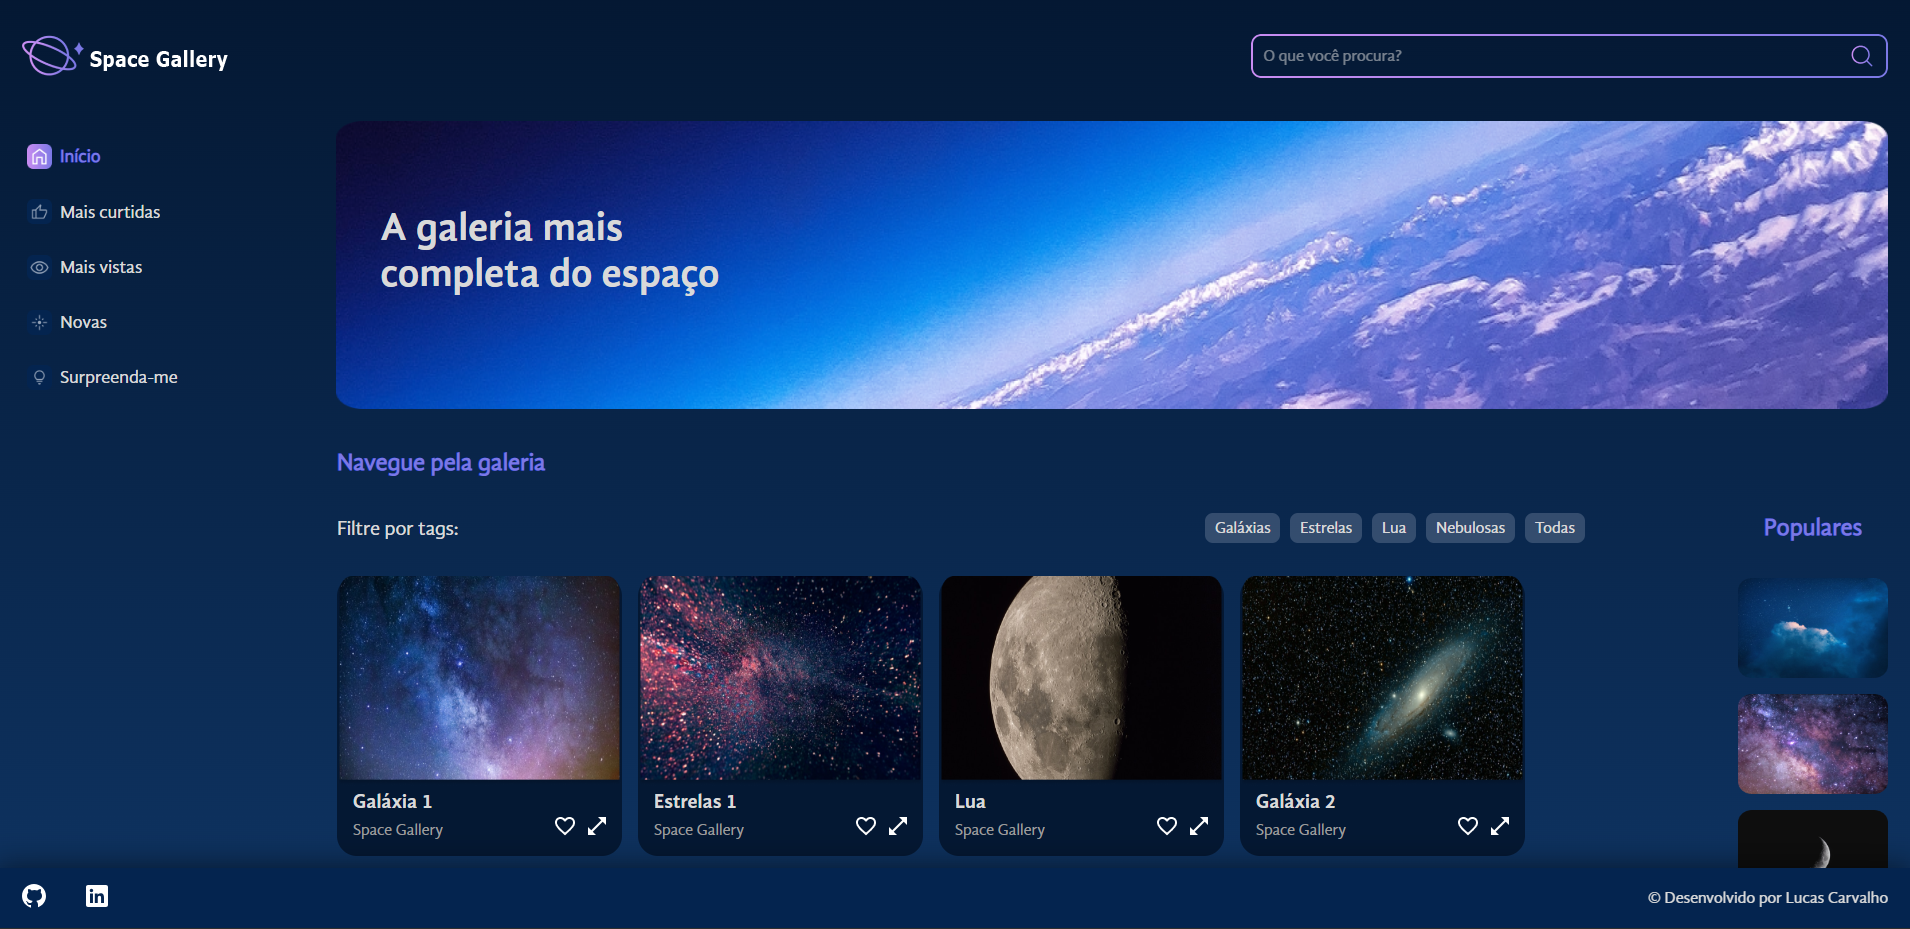 Space Gallery
O que você procura?
Início
Mais curtidas
Mais vistas
Novas
Surpreenda-me
A galeria mais
completa do espaço
Navegue pela galeria
Filtre por tags:
Galáxias
Estrelas
Lua
Nebulosas
Todas
Populares
Galáxia 1
Space Gallery
Estrelas 1
Space Gallery
Lua
Space Gallery
Galáxia 2
Space Gallery
in
© Desenvolvido por Lucas Carvalho